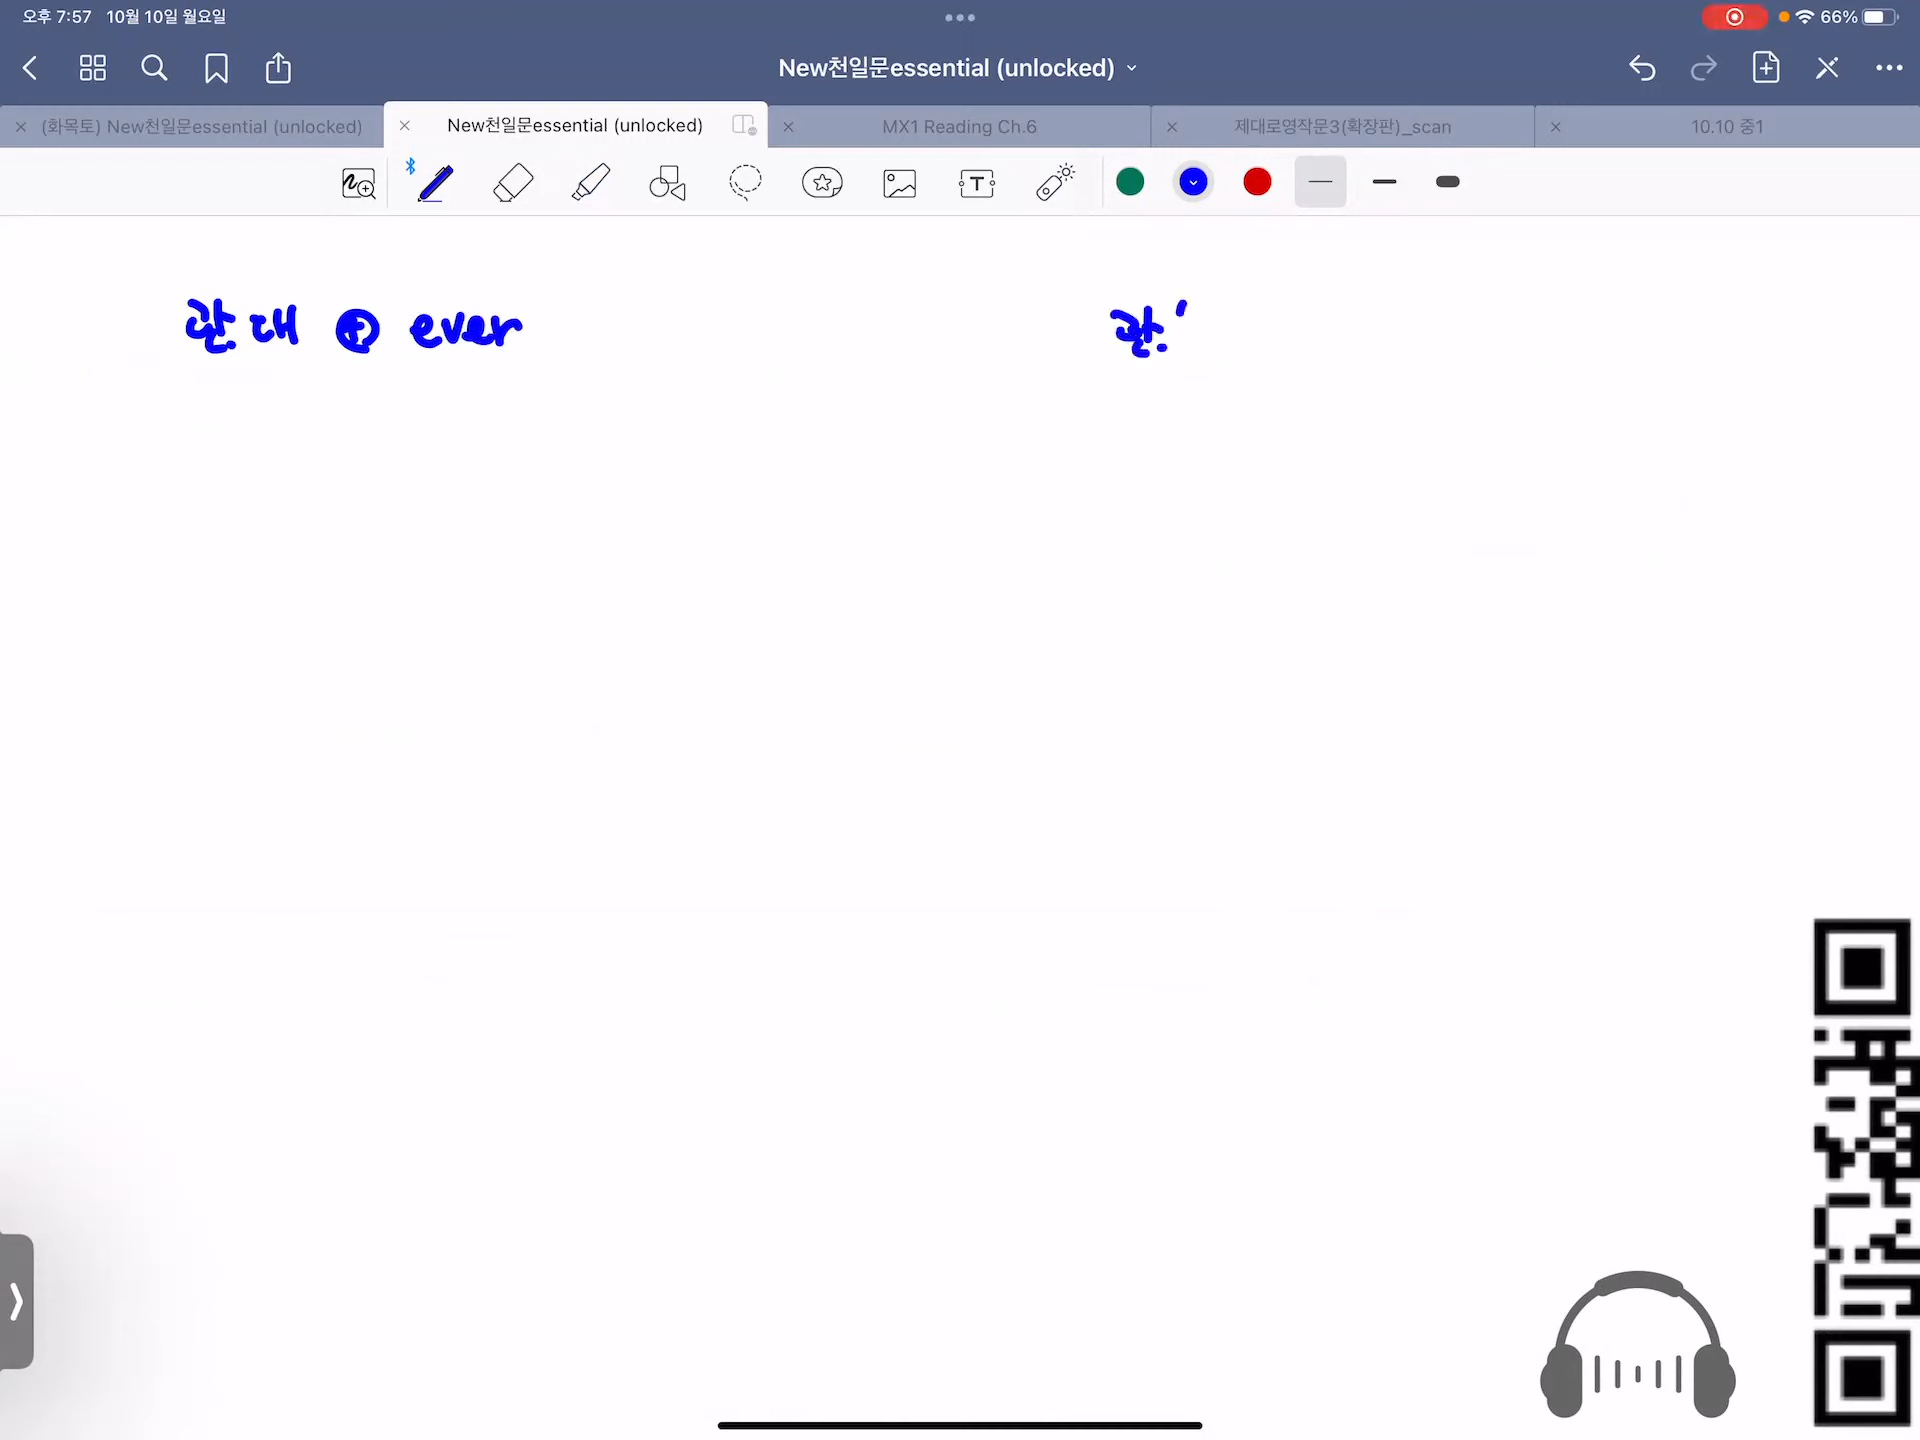 오후 7:57 10월 10일 월요일
66%
New천일문essential (unlocked)
(화목토) New천일문essential (unlocked)
New천일문essential (unlocked)
MX1 Reading Ch.6
제대로영작문3(확장판)_scan
10.10 중1
T
관대 + ever
관'